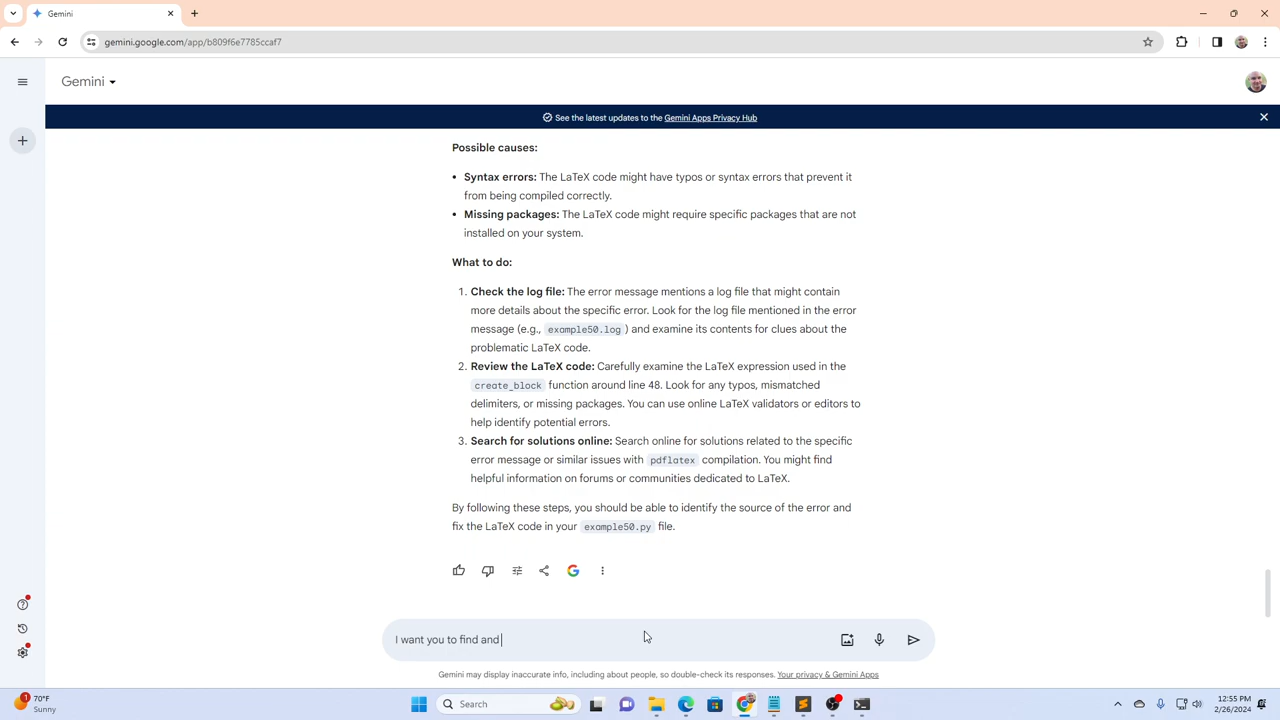 Gemini
gemini.google.com/app/b809f6e7785ccaf7
Gemini
See the latest updates to the Gemini Apps Privacy Hub
Possible causes:
• Syntax errors: The LaTeX code might have typos or syntax errors that prevent it
from being compiled correctly.
• Missing packages: The LaTeX code might require specific packages that are not
installed on your system.
What to do:
1. Check the log file: The error message mentions a log file that might contain
more details about the specific error. Look for the log file mentioned in the error
message (e.g., example50.log ) and examine its contents for clues about the
problematic LaTeX code.
2. Review the LaTeX code: Carefully examine the LaTeX expression used in the
create_block function around line 48. Look for any typos, mismatched
delimiters, or missing packages. You can use online LaTeX validators or editors to
help identify potential errors.
3. Search for solutions online: Search online for solutions related to the specific
error message or similar issues with pdflatex compilation. You might find
helpful information on forums or communities dedicated to LaTeX.
By following these steps, you should be able to identify the source of the error and
fix the LaTeX code in your example50.py file.
I want you to find and
Gemini may display inaccurate info, including about people, so double-check its responses. Your privacy & Gemini Apps
70°F
Sunny
Search
12:55 PM
2/26/2024